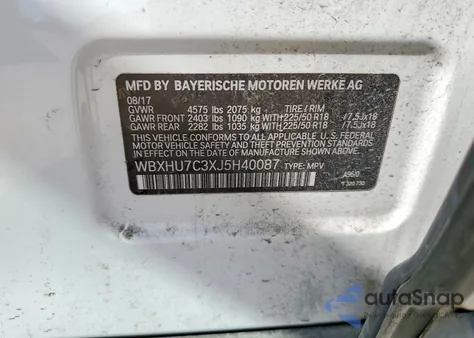 MFD BY BAYERISCHE MOTOREN WERKE AG
08/17
GVWR 4575 lbs 2075 kg TIRE / RIM
GAWR FRONT 2403 lbs 1090 kg WITH 225/50 R18 /7.5Jx18
GAWR REAR 2282 lbs 1035 kg WITH 225/50 R18 /7.5Jx18
THIS VEHICLE CONFORMS TO ALL APPLICABLE
FEDERAL MOTOR VEHICLE SAFETY, BUMPER AND
THEFT PREVENTION STANDARDS IN EFFECT ON THE
DATE OF MANUFACTURE SHOWN ABOVE.
WBXHU7C3XJ5H40087 TYPE: MPV
autoSnap